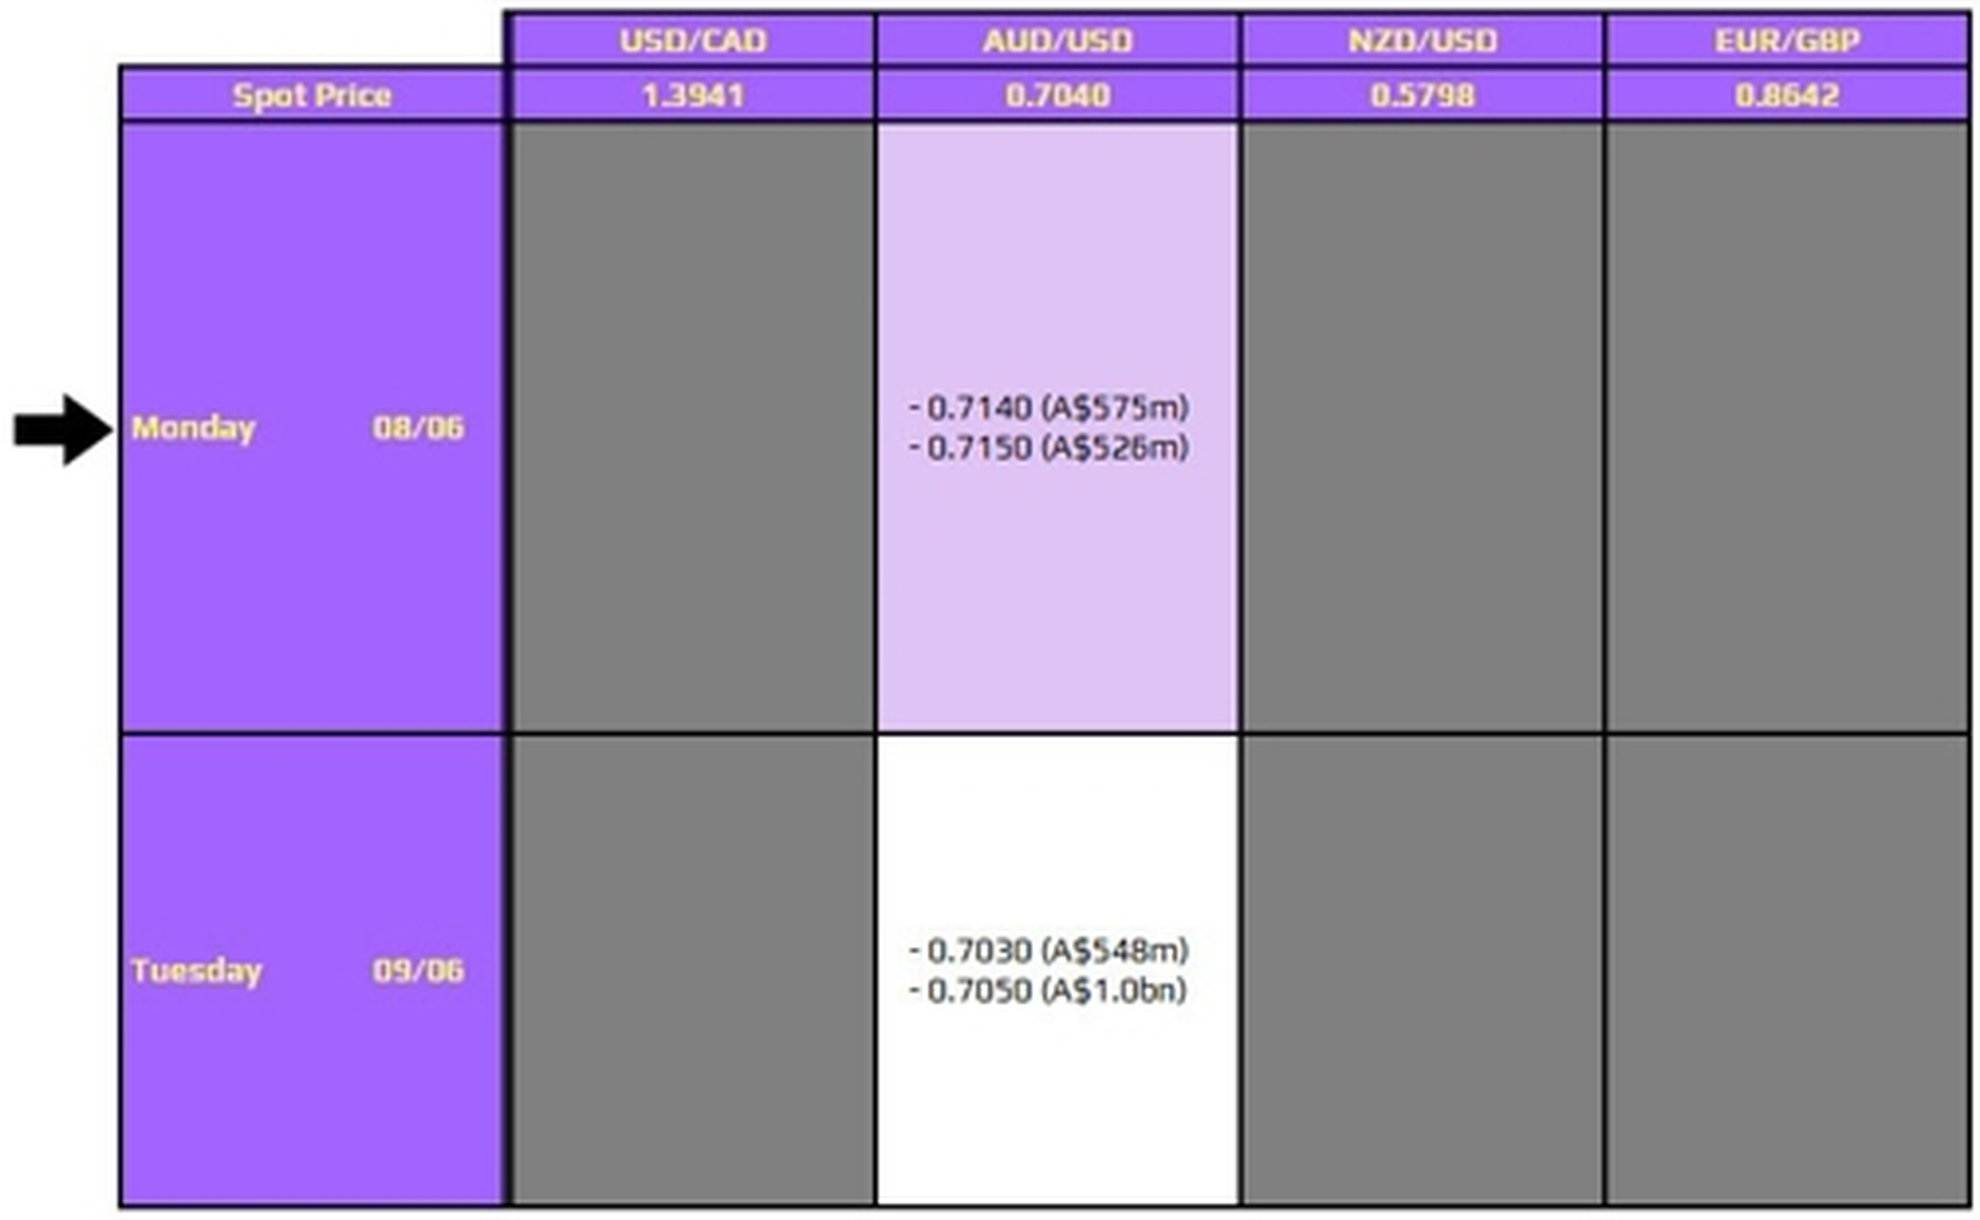 USD/CAD AUD/USD NZD/USD EUR/GBP
Spot Price 1.3941 0.7040 0.5798 0.8642
Monday 08/06
- 0.7140 (A$575m)
- 0.7150 (A$526m)
Tuesday 09/06
- 0.7030 (A$548m)
- 0.7050 (A$1.0bn)